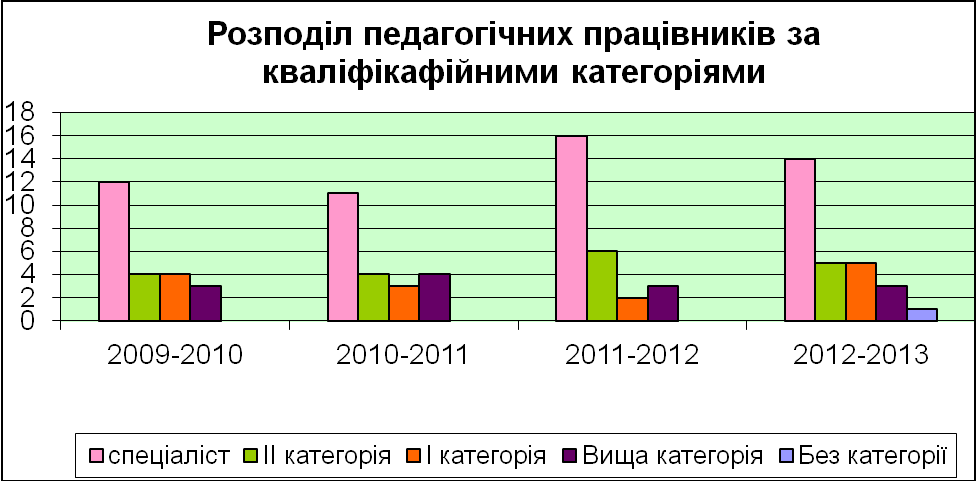 Розподіл педагогічних працівників за
кваліфікафійними категоріями
18
16
14
12
10
8
6
4
2
0
2009-2010 2010-2011 2011-2012 2012-2013
спеціаліст ІІ категорія І категорія Вища категорія Без категорії